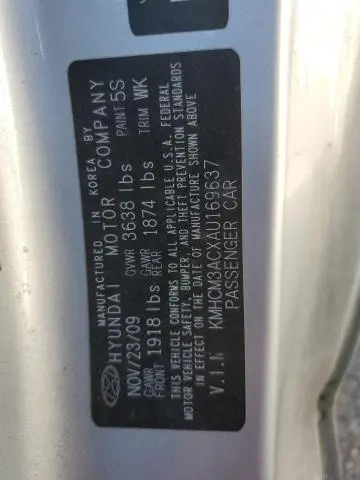 MANUFACTURED IN KOREA BY
HYUNDAI MOTOR COMPANY
NOV/23/09 GVWR 3638 lbs PAINT 5S
GAWR FRONT 1918 lbs GAWR REAR 1874 lbs TRIM WK
THIS VEHICLE CONFORMS TO ALL APPLICABLE U.S.A. FEDERAL
MOTOR VEHICLE SAFETY, BUMPER, AND THEFT PREVENTION STANDARDS
IN EFFECT ON THE DATE OF MANUFACTURE SHOWN ABOVE
V.I.N KMHCM3ACXAU169637
PASSENGER CAR